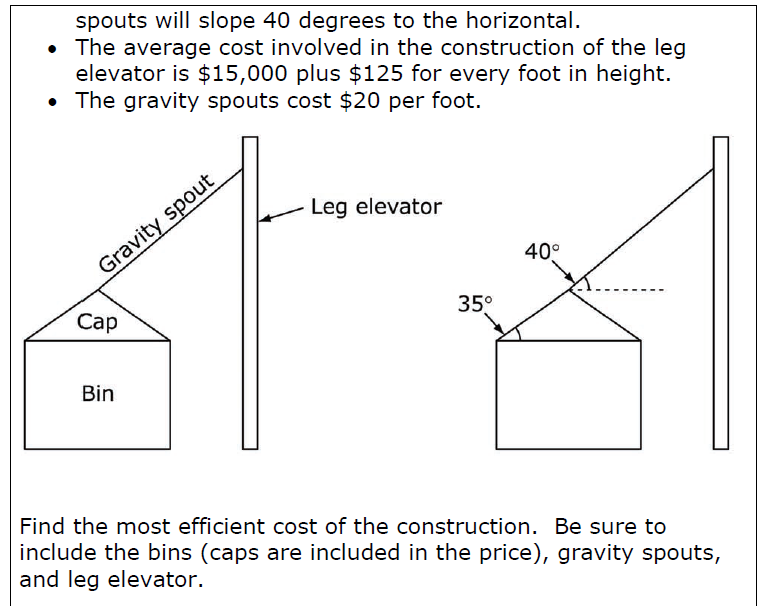 spouts will slope 40 degrees to the horizontal.
• The average cost involved in the construction of the leg
elevator is $15,000 plus $125 for every foot in height.
• The gravity spouts cost $20 per foot.
Gravity spout
Leg elevator
Cap
Bin
40°
35°
Find the most efficient cost of the construction.  Be sure to
include the bins (caps are included in the price), gravity spouts,
and leg elevator.